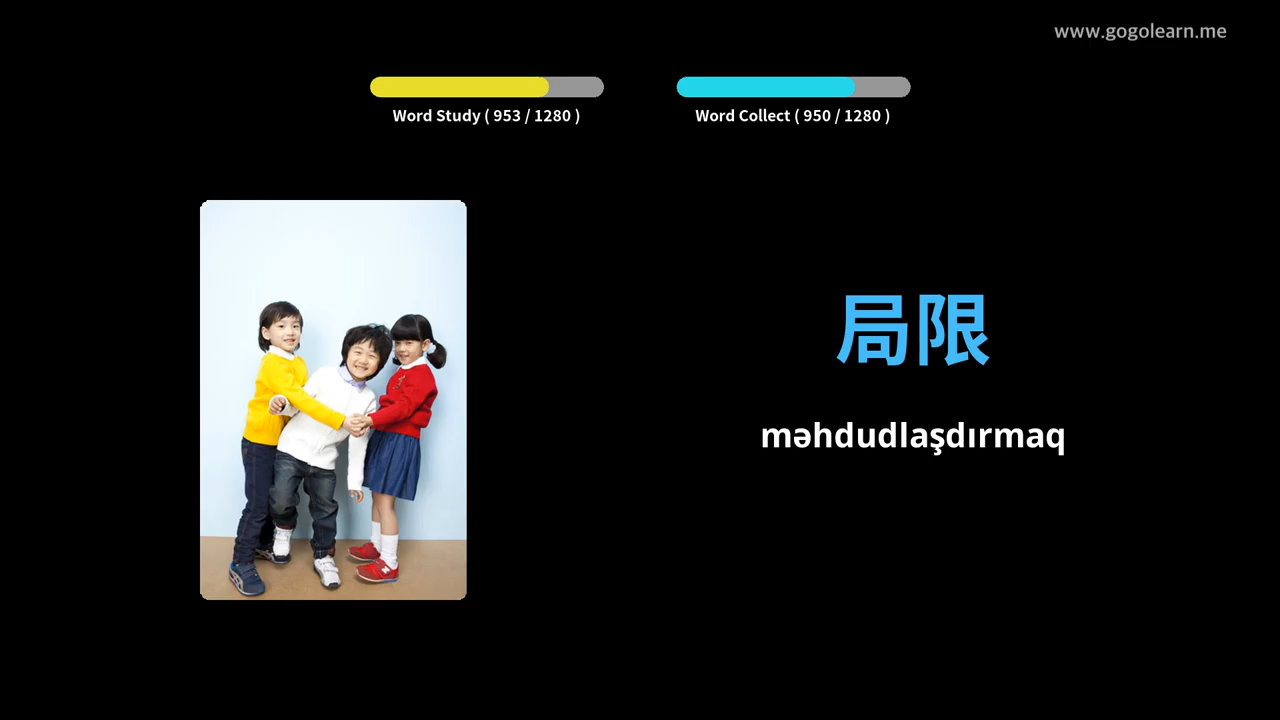 www.gogolearn.me
Word Study ( 953 / 1280 )
Word Collect ( 950 / 1280 )
局限
məhdudlaşdırmaq